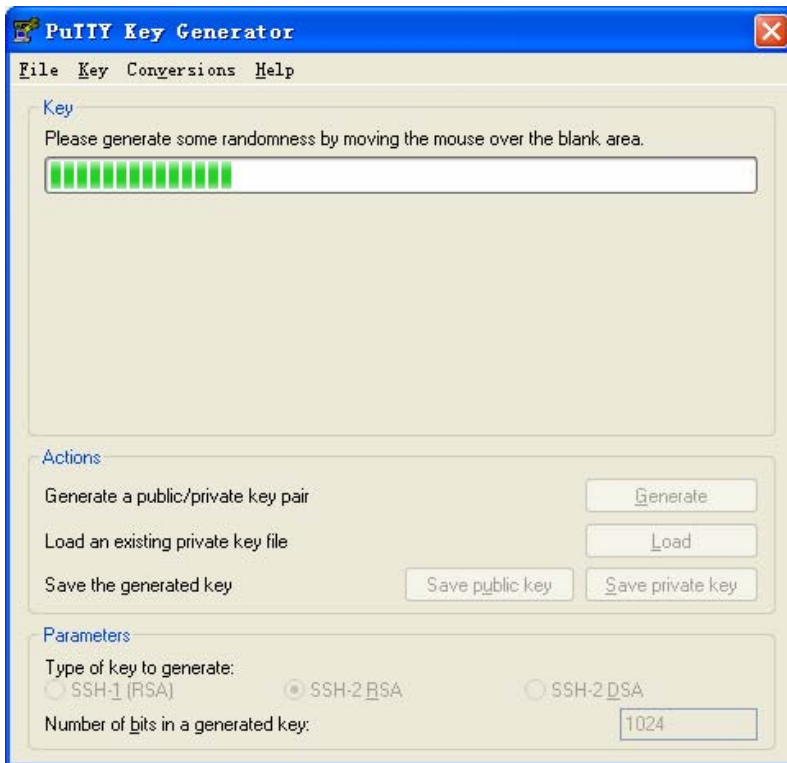 PuTTY Key Generator
File Key Conversions Help
Key
Please generate some randomness by moving the mouse over the blank area.
Actions
Generate a public/private key pair Generate
Load an existing private key file Load
Save the generated key Save public key Save private key
Parameters
Type of key to generate:
SSH-1 (RSA) SSH-2 RSA SSH-2 DSA
Number of bits in a generated key: 1024